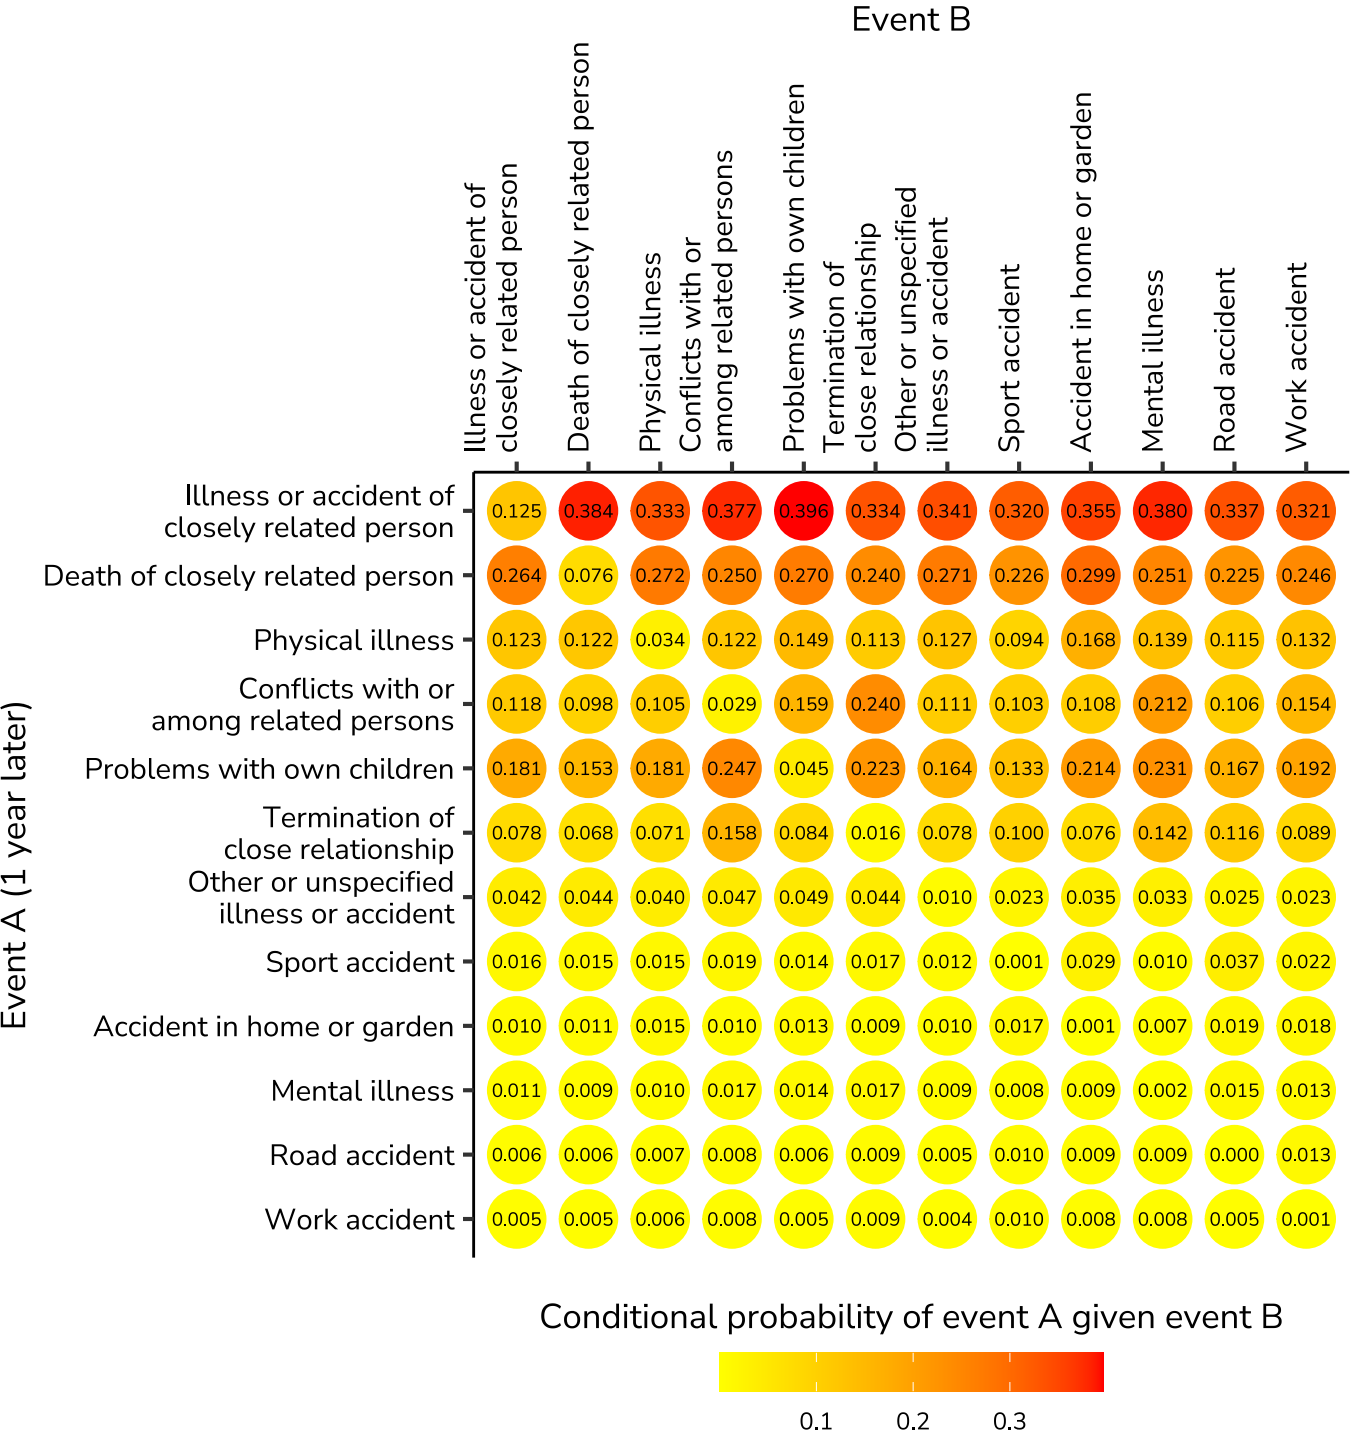 Event B
Illness or accident of
closely related person
Death of closely related person
Physical illness
Conflicts with or
among related persons
Problems with own children
Termination of
close relationship
Other or unspecified
illness or accident
Sport accident
Accident in home or garden
Mental illness
Road accident
Work accident
Event A (1 year later)
Illness or accident of
closely related person
0.125 0.384 0.333 0.377 0.396 0.334 0.341 0.320 0.355 0.380 0.337 0.321
Death of closely related person
0.264 0.076 0.272 0.250 0.270 0.240 0.271 0.226 0.299 0.251 0.225 0.246
Physical illness
0.123 0.122 0.034 0.122 0.149 0.113 0.127 0.094 0.168 0.139 0.115 0.132
Conflicts with or
among related persons
0.118 0.098 0.105 0.029 0.159 0.240 0.111 0.103 0.108 0.212 0.106 0.154
Problems with own children
0.181 0.153 0.181 0.247 0.045 0.223 0.164 0.133 0.214 0.231 0.167 0.192
Termination of
close relationship
0.078 0.068 0.071 0.158 0.084 0.016 0.078 0.100 0.076 0.142 0.116 0.089
Other or unspecified
illness or accident
0.042 0.044 0.040 0.047 0.049 0.044 0.010 0.023 0.035 0.033 0.025 0.023
Sport accident
0.016 0.015 0.015 0.019 0.014 0.017 0.012 0.001 0.029 0.010 0.037 0.022
Accident in home or garden
0.010 0.011 0.015 0.010 0.013 0.009 0.010 0.017 0.001 0.007 0.019 0.018
Mental illness
0.011 0.009 0.010 0.017 0.014 0.017 0.009 0.008 0.009 0.002 0.015 0.013
Road accident
0.006 0.006 0.007 0.008 0.006 0.009 0.005 0.010 0.009 0.009 0.000 0.013
Work accident
0.005 0.005 0.006 0.008 0.005 0.009 0.004 0.010 0.008 0.008 0.005 0.001
Conditional probability of event A given event B
0.1 0.2 0.3